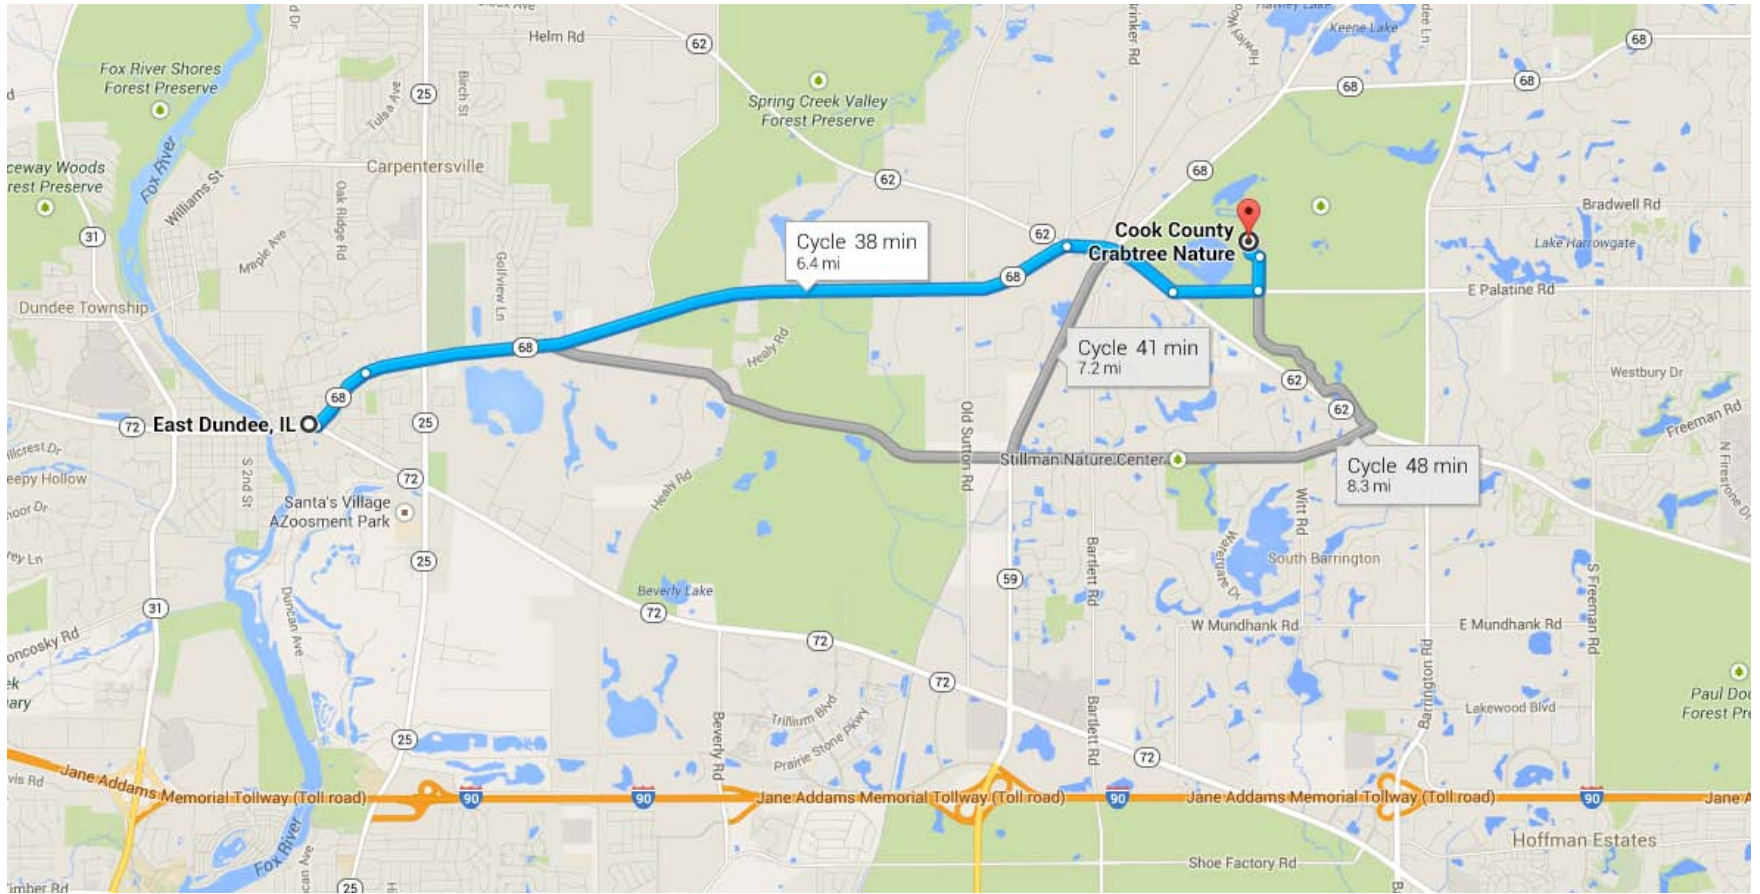 68
62
Helm Rd
Keene Lake
Fox River Shores
Forest Preserve
25
Birch St
Tulsa Ave
Spring Creek Valley
Forest Preserve
68
68
Fox River
Carpentersville
Williams St
Oak Ridge Rd
62
68
Bradwell Rd
31
Maple Ave
Golfview Ln
Cycle 38 min
6.4 mi
62
Cook County
Crabtree Nature
Lake Harrowgate
68
E Palatine Rd
Dundee Township
68
Healy Rd
Cycle 41 min
7.2 mi
62
Westbury Dr
68
62
Freeman Rd
72
East Dundee, IL
25
Old Sutton Rd
S 2nd St
Stillman Nature Center
Cycle 48 min
8.3 mi
72
Healy Rd
Santa's Village
AZoosment Park
Witt Rd
Watergate Dr
South Barrington
25
Bartlett Rd
59
S Freeman Rd
Duncan Ave
Beverly Lake
31
72
W Mundhank Rd
E Mundhank Rd
72
72
Barrington Rd
Lakewood Blvd
Trillium Blvd
Prairie Stone Pkwy
Beverly Rd
Bartlett Rd
25
72
Jane Addams Memorial Tollway (Toll road)
90
90
Jane Addams Memorial Tollway (Toll road)
90
Jane Addams Memorial Tollway (Toll road)
90
Jane A
Hoffman Estates
Fox River
Shoe Factory Rd
25